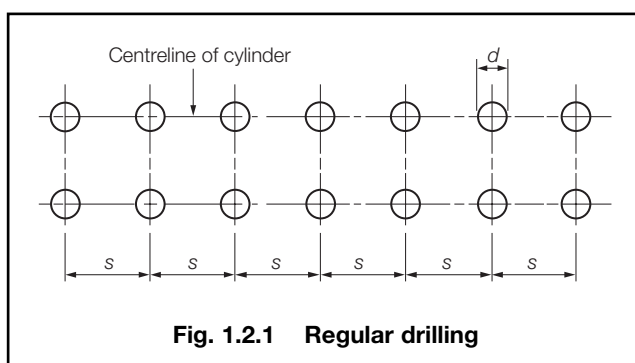 Centreline of cylinder
d
s s s s s s
Fig. 1.2.1 Regular drilling